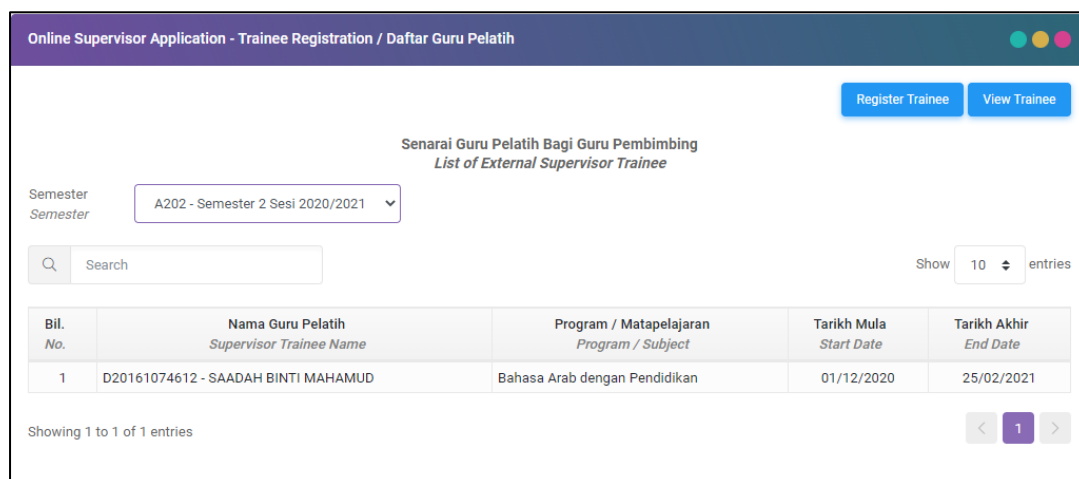 Online Supervisor Application - Trainee Registration / Daftar Guru Pelatih
Register Trainee View Trainee
Senarai Guru Pelatih Bagi Guru Pembimbing
List of External Supervisor Trainee
Semester
Semester
A202 - Semester 2 Sesi 2020/2021
Search
Show 10 entries
Bil. Nama Guru Pelatih Program / Matapelajaran Tarikh Mula Tarikh Akhir
No. Supervisor Trainee Name Program / Subject Start Date End Date
1 D20161074612 - SAADAH BINTI MAHAMUD Bahasa Arab dengan Pendidikan 01/12/2020 25/02/2021
Showing 1 to 1 of 1 entries
< 1 >